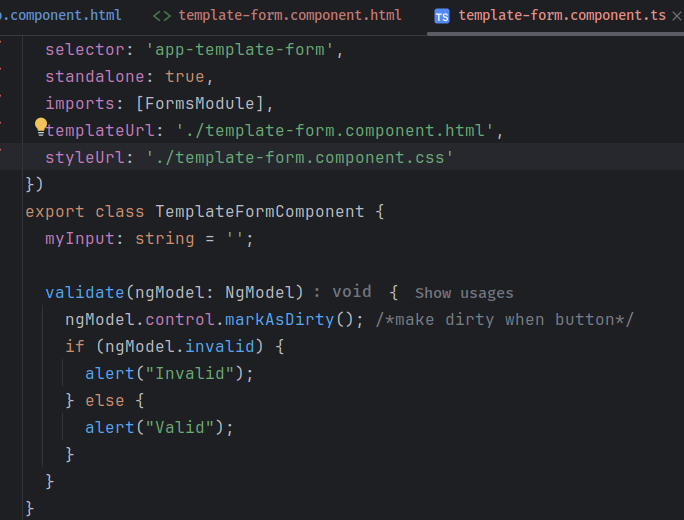 .component.html template-form.component.html TS template-form.component.ts
selector: 'app-template-form',
standalone: true,
imports: [FormsModule],
templateUrl: './template-form.component.html',
styleUrl: './template-form.component.css'
})
export class TemplateFormComponent {
myInput: string = '';
validate(ngModel: NgModel) : void { Show usages
ngModel.control.markAsDirty(); /*make dirty when button*/
if (ngModel.invalid) {
alert("Invalid");
} else {
alert("Valid");
}
}
}